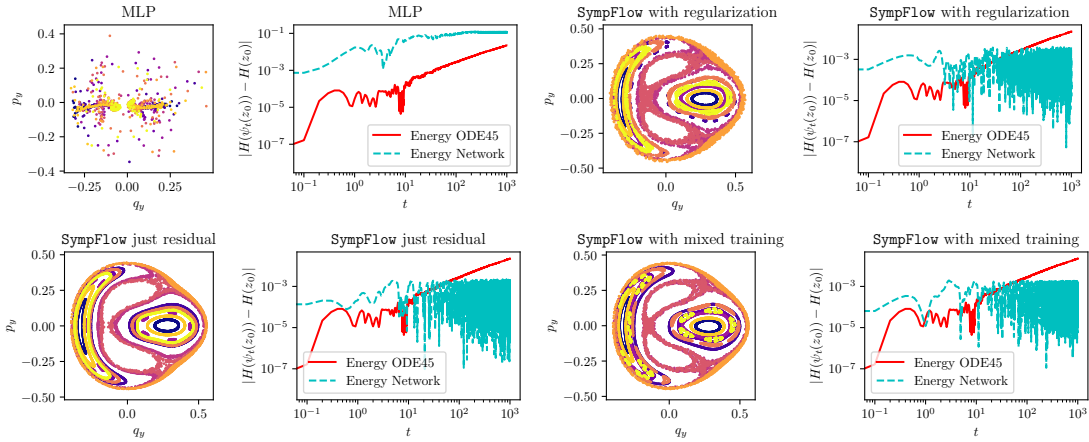 MLP
0.4
0.2
0.0
−0.2
−0.4
−0.25
0.00
0.25
p_y
q_y
MLP
10^{−1}
10^{−3}
10^{−5}
10^{−7}
10^{−1}
10^{0}
10^{1}
10^{2}
10^{3}
|H(ψ_t(z_0)) − H(z_0)|
t
Energy ODE45
Energy Network
SympFlow with regularization
0.50
0.25
0.00
−0.25
−0.50
0.0
0.5
p_y
q_y
SympFlow with regularization
10^{−3}
10^{−5}
10^{−7}
10^{−1}
10^{0}
10^{1}
10^{2}
10^{3}
|H(ψ_t(z_0)) − H(z_0)|
t
Energy ODE45
Energy Network
SympFlow just residual
0.50
0.25
0.00
−0.25
−0.50
0.0
0.5
p_y
q_y
SympFlow just residual
10^{−3}
10^{−5}
10^{−7}
10^{−1}
10^{0}
10^{1}
10^{2}
10^{3}
|H(ψ_t(z_0)) − H(z_0)|
t
Energy ODE45
Energy Network
SympFlow with mixed training
0.50
0.25
0.00
−0.25
−0.50
0.0
0.5
p_y
q_y
SympFlow with mixed training
10^{−3}
10^{−5}
10^{−7}
10^{−1}
10^{0}
10^{1}
10^{2}
10^{3}
|H(ψ_t(z_0)) − H(z_0)|
t
Energy ODE45
Energy Network